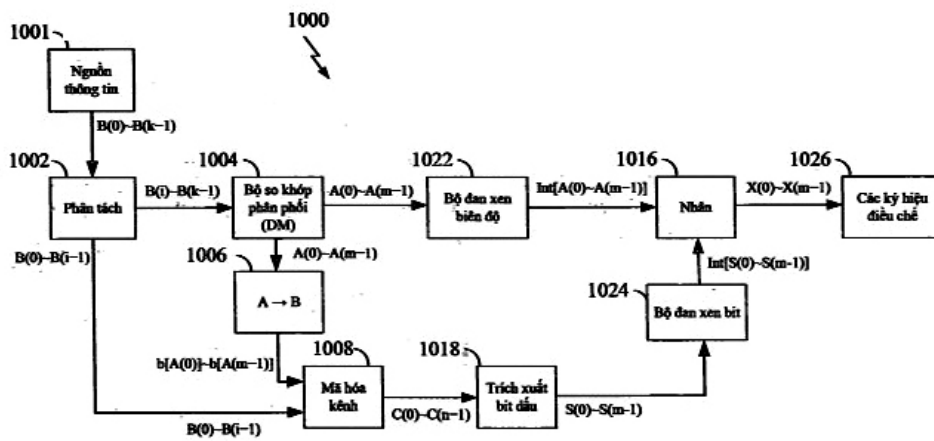 1000
1001
Nguồn
thông tin
B(0)~B(k−1)
1002
Phân tách
B(i)~B(k−1)
1004
Bộ so khớp
phân phối
(DM)
A(0)~A(m−1)
1022
Bộ đan xen
biên độ
Int[A(0)~A(m−1)]
1016
Nhân
X(0)~X(m−1)
1026
Các ký hiệu
điều chế
B(0)~B(i−1)
A(0)~A(m−1)
1006
A → B
Int[S(0)~S(m-1)]
1024
Bộ đan xen bit
b[A(0)]~b[A(m−1)]
1008
Mã hóa
kênh
C(0)~C(n−1)
1018
Trích xuất
bit dấu
S(0)~S(m-1)
B(0)~B(i−1)